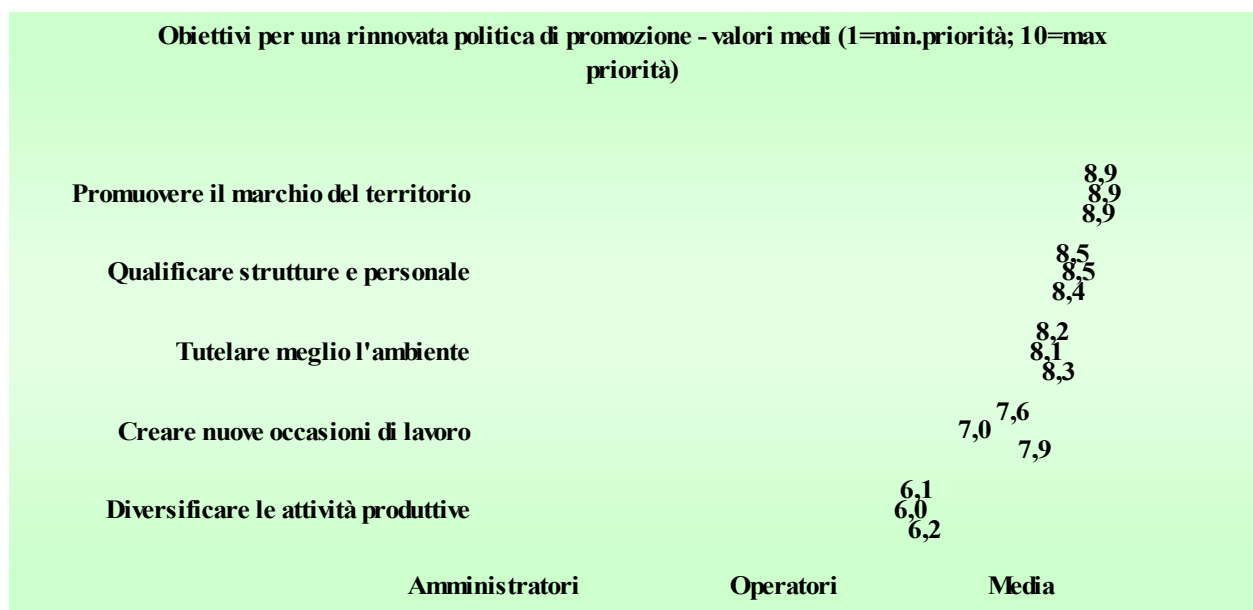 Obiettivi per una rinnovata politica di promozione - valori medi (1=min.priorità; 10=max
priorità)
Promuovere il marchio del territorio
8,9
8,9
8,9
Qualificare strutture e personale
8,5
8,5
8,4
Tutelare meglio l'ambiente
8,2
8,1
8,3
Creare nuove occasioni di lavoro
7,6
7,0
7,9
Diversificare le attività produttive
6,1
6,0
6,2
Amministratori Operatori Media